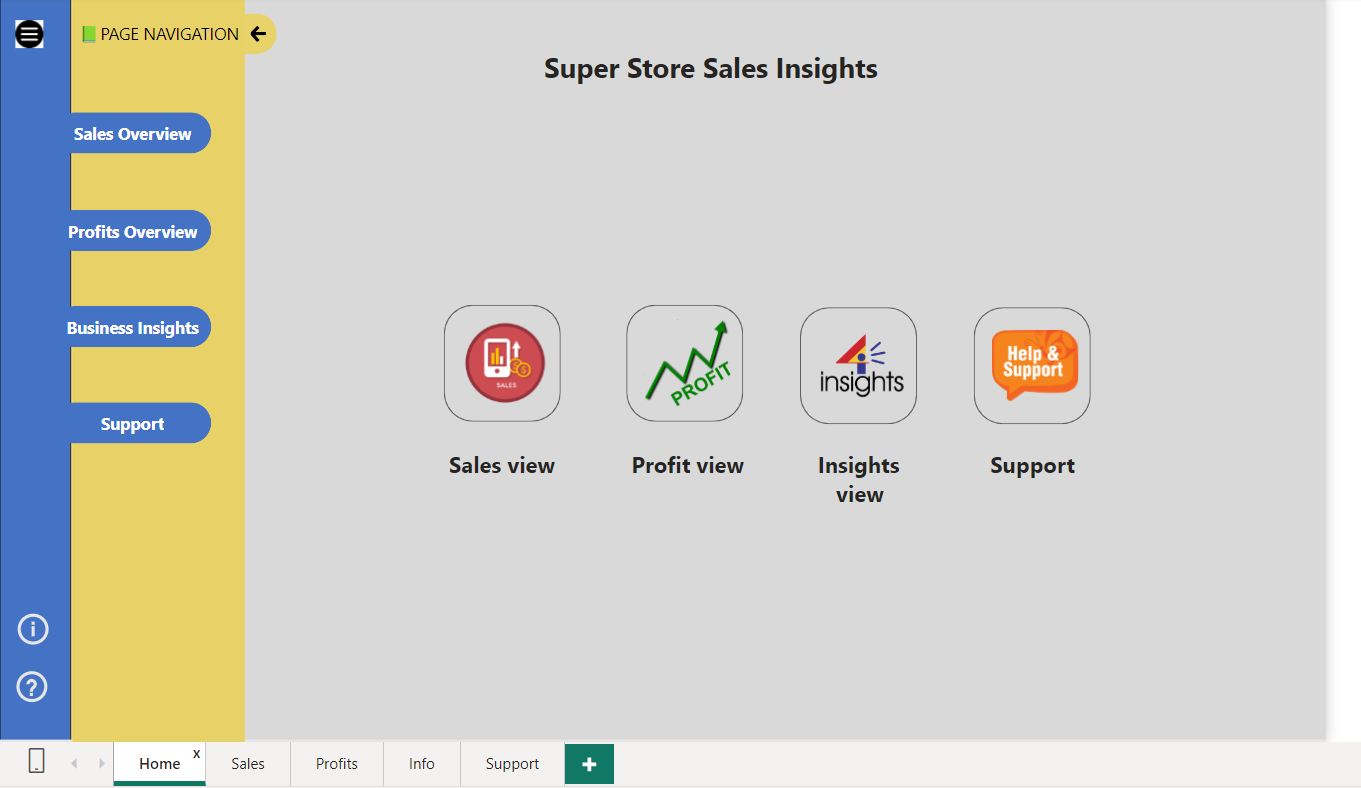 PAGE NAVIGATION
Super Store Sales Insights
Sales Overview
Profits Overview
Business Insights
Support
SALES
PROFIT
insights
Help &
Support
Sales view
Profit view
Insights
view
Support
i
?
Home
x
Sales
Profits
Info
Support
+